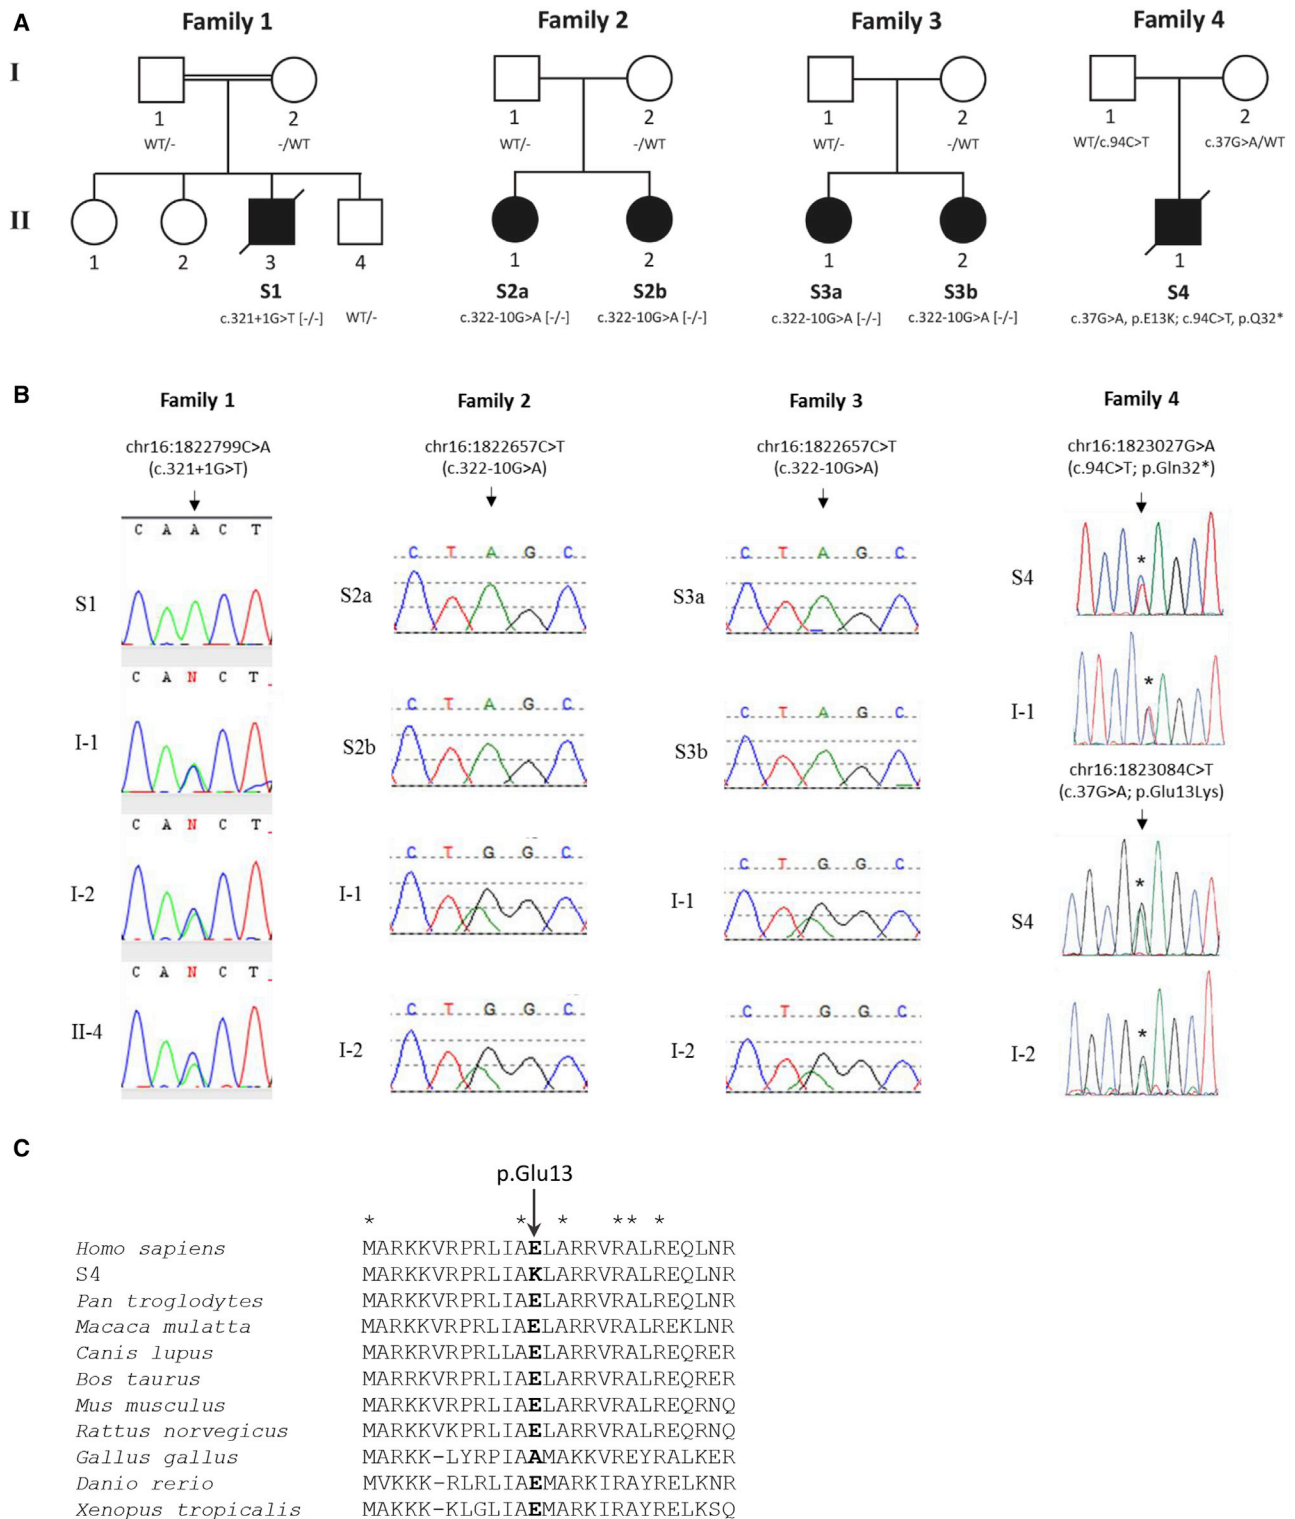 A
Family 1 Family 2 Family 3 Family 4
I
1 2 1 2 1 2 1 2
WT/- -/WT WT/- -/WT WT/- -/WT WT/c.94C>T c.37G>A/WT
II
1 2 3 4 1 2 1 2 1
S1 S2a S2b S3a S3b S4
c.321+1G>T [-/-] WT/- c.322-10G>A [-/-] c.322-10G>A [-/-] c.322-10G>A [-/-] c.322-10G>A [-/-] c.37G>A, p.E13K; c.94C>T, p.Q32*
B
Family 1
chr16:1822799C>A
(c.321+1G>T)
C A A C T
S1
C A N C T
I-1
C A N C T
I-2
C A N C T
II-4
Family 2
chr16:1822657C>T
(c.322-10G>A)
C T A G C
S2a
C T A G C
S2b
C T G G C
I-1
C T G G C
I-2
Family 3
chr16:1822657C>T
(c.322-10G>A)
C T A G C
S3a
C T A G C
S3b
C T G G C
I-1
C T G G C
I-2
Family 4
chr16:1823027G>A
(c.94C>T; p.Gln32*)
*
S4
*
I-1
chr16:1823084C>T
(c.37G>A; p.Glu13Lys)
*
S4
*
I-2
C
p.Glu13
* * * * * *
Homo sapiens MARKKVRPRLIAELARRVRALREQLNR
S4 MARKKVRPRLIAKLARRVRALREQLNR
Pan troglodytes MARKKVRPRLIAELARRVRALREQLNR
Macaca mulatta MARKKVRPRLIAELARRVRALREKLNR
Canis lupus MARKRVRPRLLAELARRVRALREQRER
Bos taurus MARRKVRPRLIAELARRVRALREQRER
Mus musculus MARKKVRPRLIAELARRVRALREQRNQ
Rattus norvegicus MARKKVKPRLIAELARRVRALREQRNQ
Gallus gallus MARKK-LYRPIAAMAKKVREYRALKER
Danio rerio MVKKK-RLRLIAEMARKIRAYRELKNR
Xenopus tropicalis MAKKK-KLGLIAEMARKIRAYRELKSQ